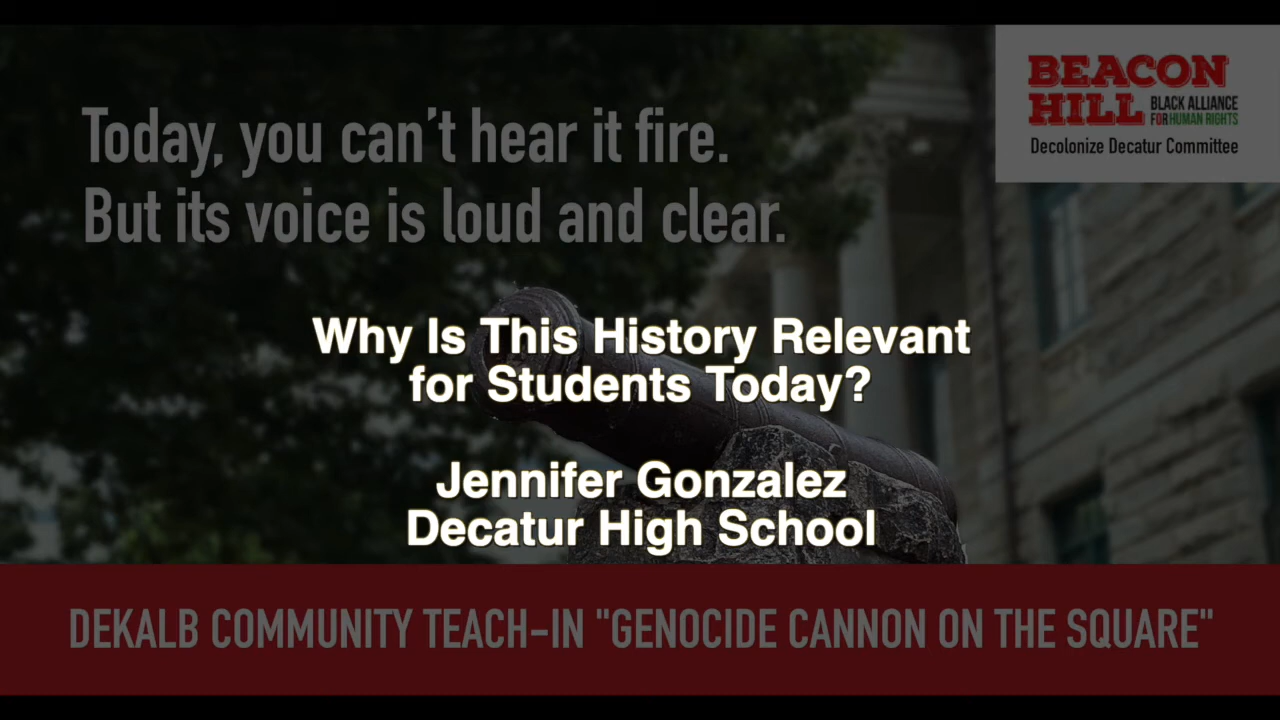 Today, you can't hear it fire.
But its voice is loud and clear.
BEACON
HILL
BLACK ALLIANCE
FOR HUMAN RIGHTS
Decolonize Decatur Committee
Why Is This History Relevant
for Students Today?
Jennifer Gonzalez
Decatur High School
DEKALB COMMUNITY TEACH-IN "GENOCIDE CANNON ON THE SQUARE"